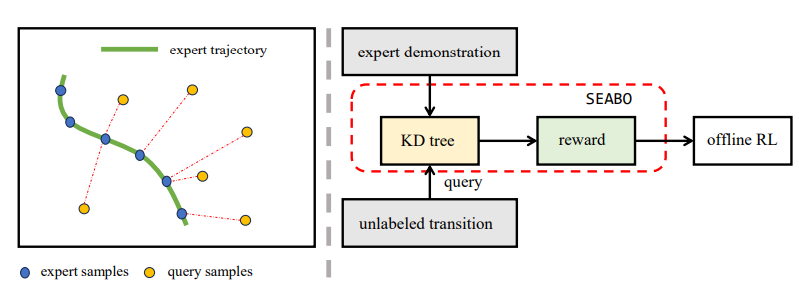 expert trajectory
expert samples
query samples
expert demonstration
SEABO
KD tree
reward
offline RL
query
unlabeled transition